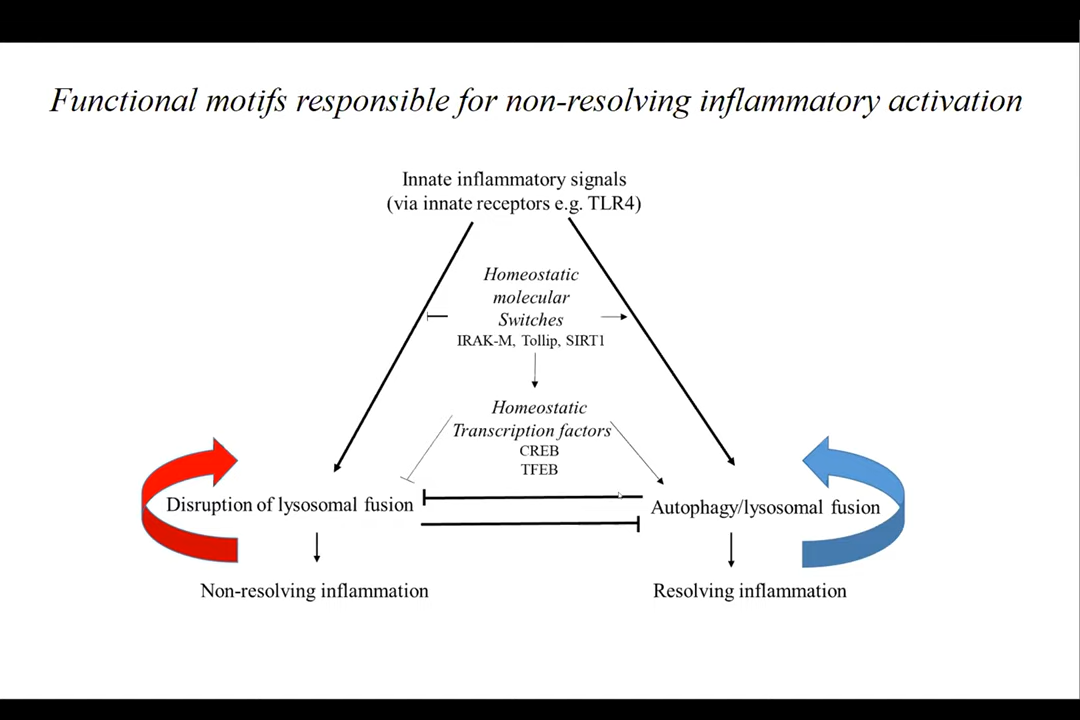 Functional motifs responsible for non-resolving inflammatory activation
Innate inflammatory signals
(via innate receptors e.g. TLR4)
Homeostatic
molecular
Switches
IRAK-M, Tollip, SIRT1
Homeostatic
Transcription factors
CREB
TFEB
Disruption of lysosomal fusion
Autophagy/lysosomal fusion
Non-resolving inflammation
Resolving inflammation